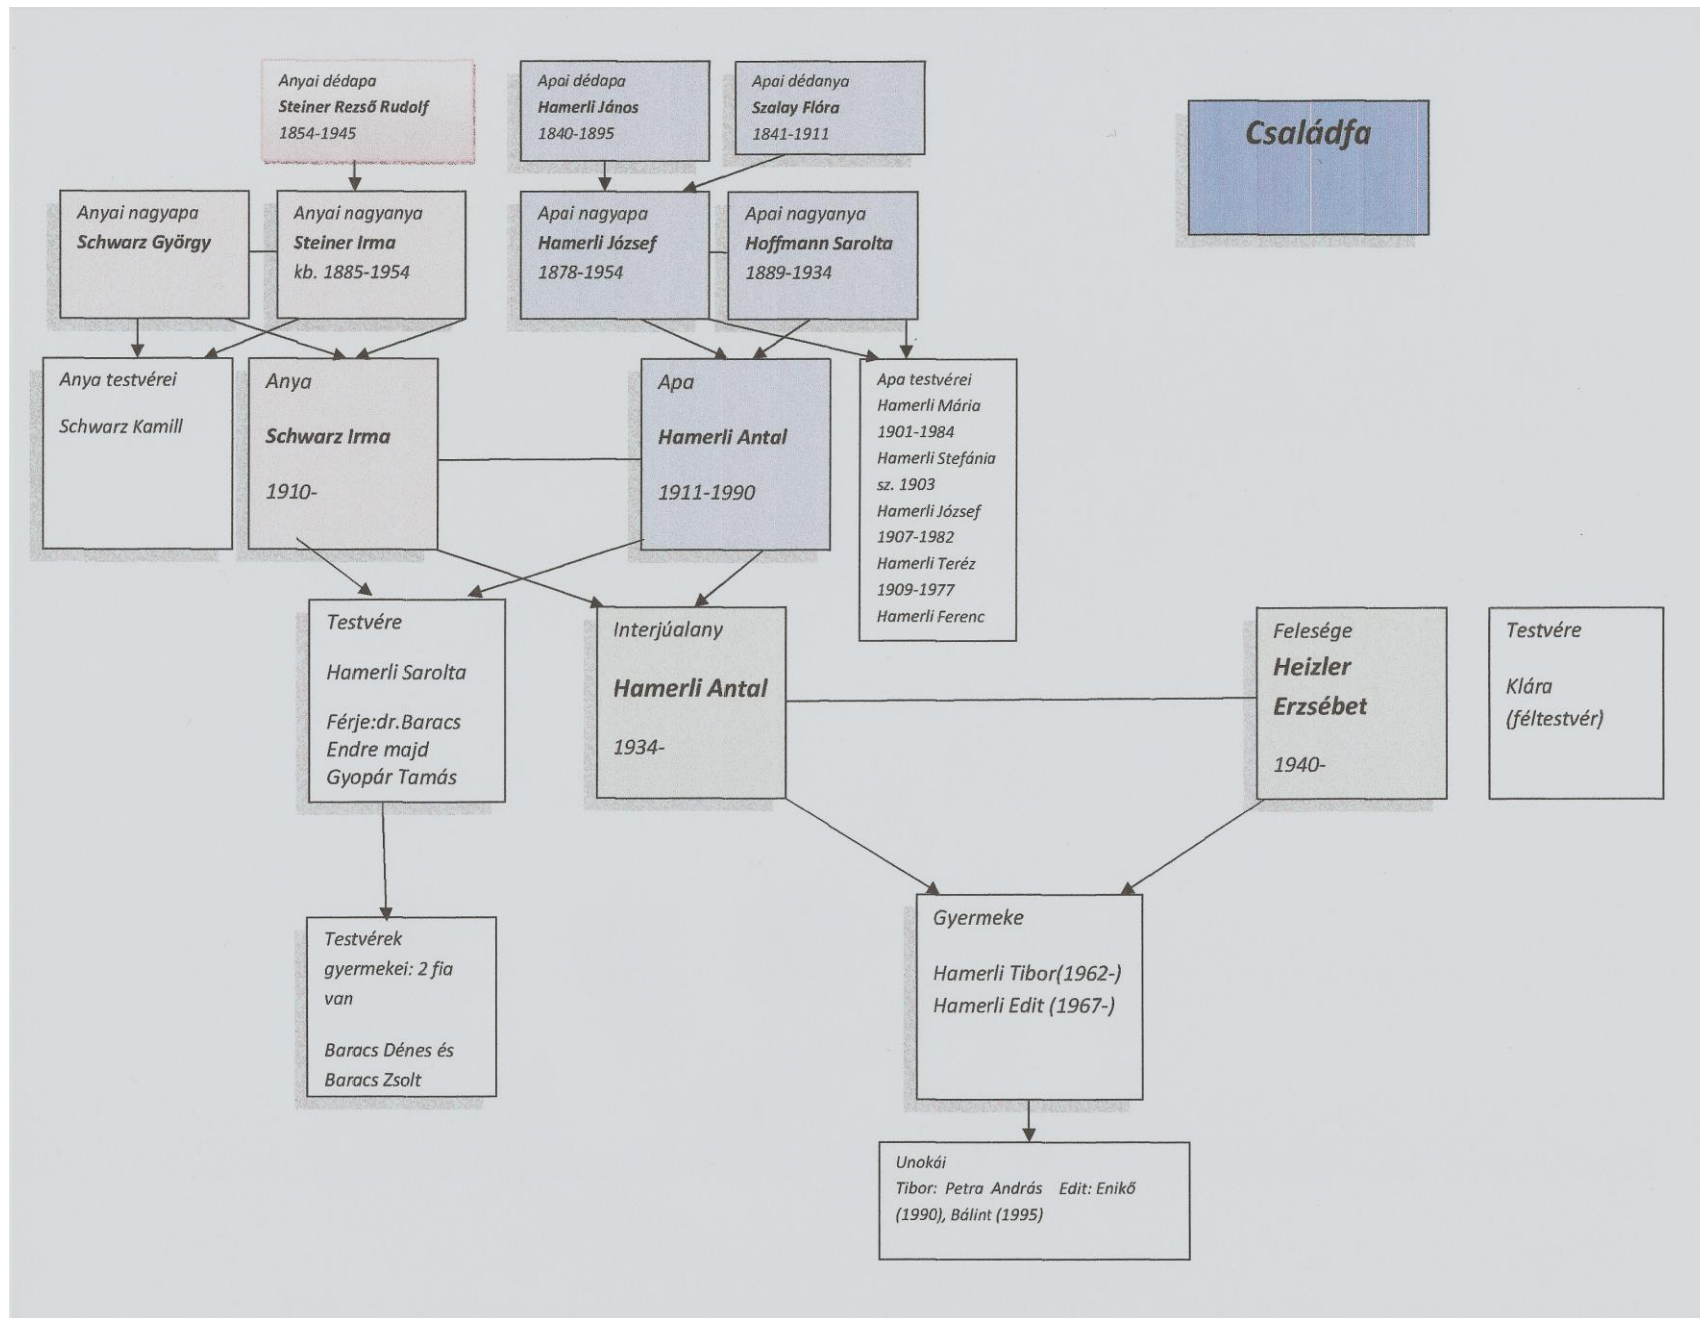 Anyai dédapa
Steiner Rezső Rudolf
1854-1945
Apai dédapa
Hamerli János
1840-1895
Apai dédanya
Szalay Flóra
1841-1911
Családfa
Anyai nagyapa
Schwarz György
Anyai nagyanya
Steiner Irma
kb. 1885-1954
Apai nagyapa
Hamerli József
1878-1954
Apai nagyanya
Hoffmann Sarolta
1889-1934
Anya testvérei
Schwarz Kamill
Anya
Schwarz Irma
1910-
Apa
Hamerli Antal
1911-1990
Apa testvérei
Hamerli Mária
1901-1984
Hamerli Stefánia
sz. 1903
Hamerli József
1907-1982
Hamerli Teréz
1909-1977
Hamerli Ferenc
Testvére
Hamerli Sarolta
Férje:dr.Baracs
Endre majd
Gyopár Tamás
Interjúalany
Hamerli Antal
1934-
Felesége
Heizler
Erzsébet
1940-
Testvére
Klára
(féltestvér)
Testvérek
gyermekei: 2 fia
van
Baracs Dénes és
Baracs Zsolt
Gyermeke
Hamerli Tibor(1962-)
Hamerli Edit (1967-)
Unokái
Tibor: Petra András Edit: Enikő
(1990), Bálint (1995)